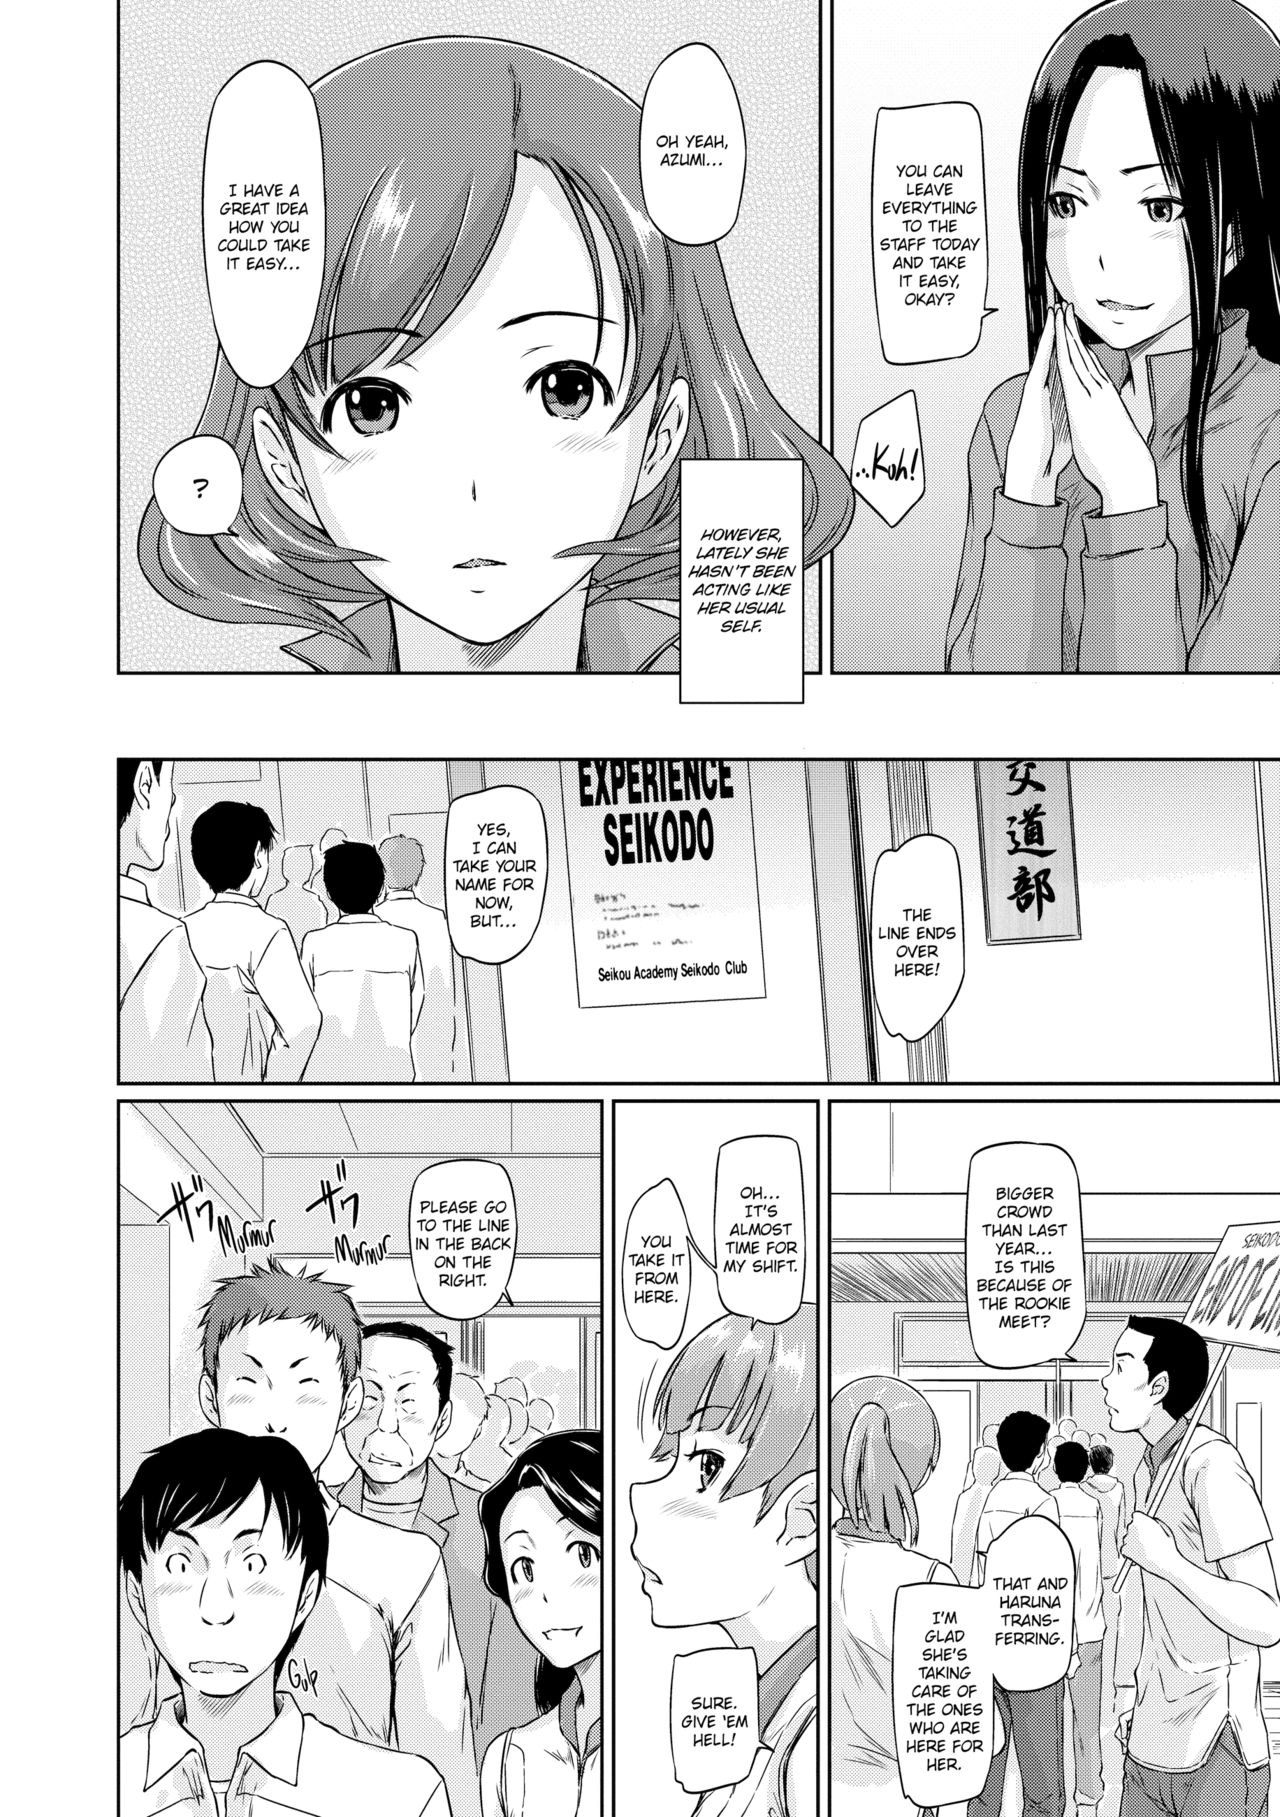 YOU CAN
LEAVE
EVERYTHING
TO THE
STAFF TODAY
AND TAKE
IT EASY,
OKAY?
...Koh!
OH YEAH,
AZUMI...
I HAVE A
GREAT IDEA
HOW YOU
COULD TAKE
IT EASY...
?
HOWEVER,
LATELY SHE
HASN'T BEEN
ACTING LIKE
HER USUAL
SELF.
交道部
THE
LINE ENDS
OVER
HERE!
EXPERIENCE
SEIKODO
Seikou Academy Seikodo Club
YES,
I CAN
TAKE YOUR
NAME FOR
NOW,
BUT...
BIGGER
CROWD
THAN LAST
YEAR...
IS THIS
BECAUSE OF
THE ROOKIE
MEET?
SEIKODO
END OF LINE
THAT AND
HARUNA
TRANS-
FERRING.
I'M
GLAD
SHE'S
TAKING
CARE OF
THE ONES
WHO ARE
HERE FOR
HER.
OH...
IT'S
ALMOST
TIME FOR
MY SHIFT.
YOU
TAKE IT
FROM
HERE.
SURE.
GIVE 'EM
HELL!
PLEASE GO
TO THE LINE
IN THE BACK
ON THE
RIGHT.
ザワ
Murmur
ザワ
Murmur
Gulp